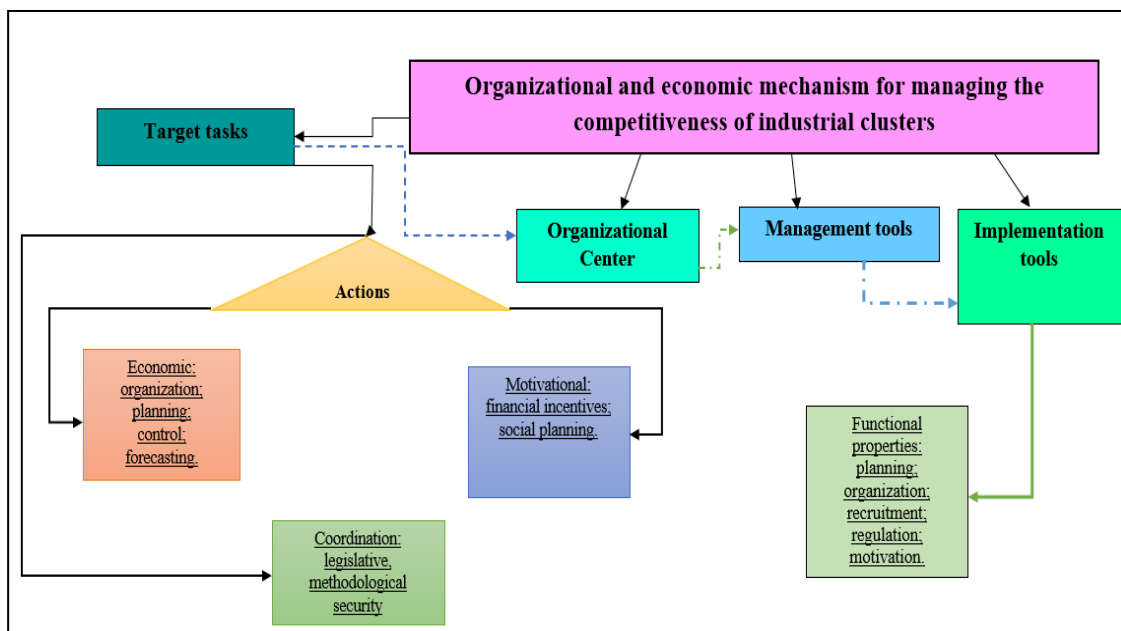 Organizational and economic mechanism for managing the
competitiveness of industrial clusters
Target tasks
Organizational
Center
Management tools
Implementation
tools
Actions
Economic:
organization;
planning;
control;
forecasting.
Motivational:
financial incentives;
social planning.
Functional
properties:
planning;
organization;
recruitment;
regulation;
motivation.
Coordination:
legislative,
methodological
security